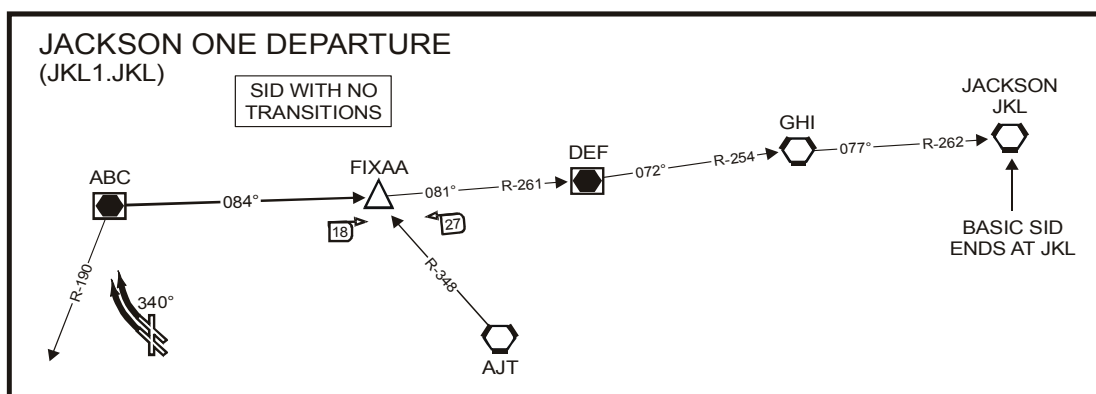 JACKSON ONE DEPARTURE
(JKL1.JKL)
SID WITH NO
TRANSITIONS
JACKSON
JKL
GHI
077°
R-262
DEF
072°
R-254
FIXAA
081°
R-261
ABC
084°
18
27
BASIC SID
ENDS AT JKL
R-190
340°
R-348
AJT